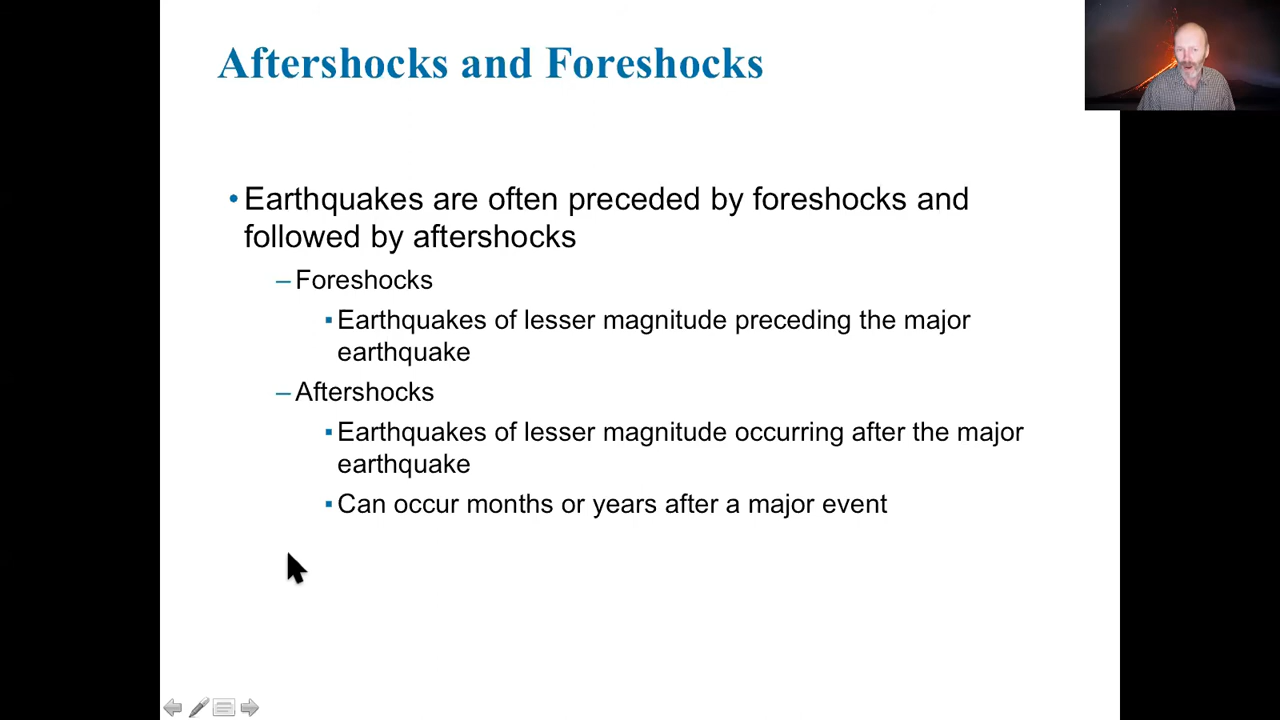 Aftershocks and Foreshocks
• Earthquakes are often preceded by foreshocks and
followed by aftershocks
– Foreshocks
▪ Earthquakes of lesser magnitude preceding the major
earthquake
– Aftershocks
▪ Earthquakes of lesser magnitude occurring after the major
earthquake
▪ Can occur months or years after a major event